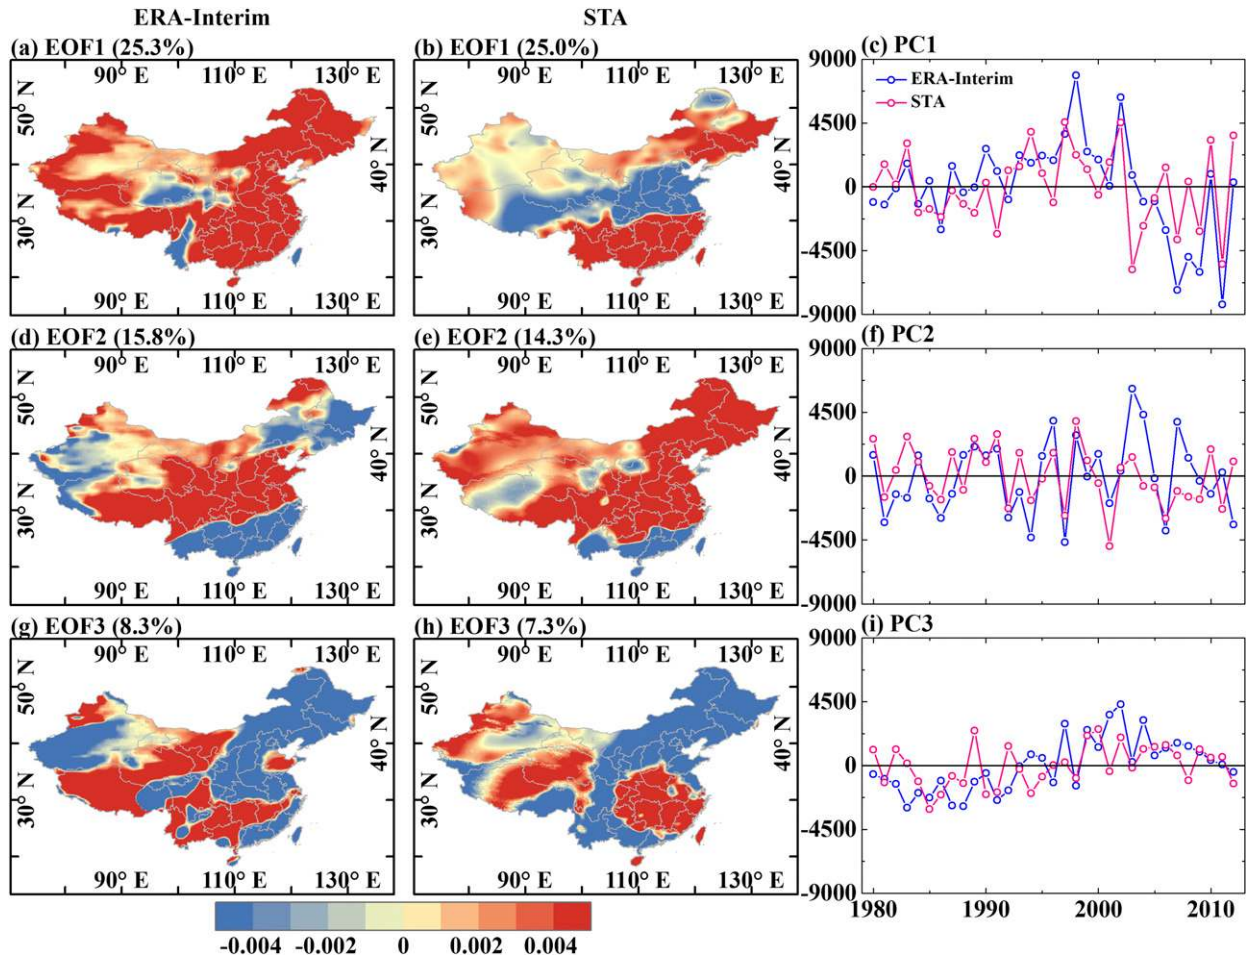 ERA-Interim STA
(a) EOF1 (25.3%) (b) EOF1 (25.0%) (c) PC1
90° E 110° E 130° E 90° E 110° E 130° E 9000
ERA-Interim
STA
50° N 50° N 4500
40° N 40° N 0
30° N 30° N -4500
90° E 110° E 130° E 90° E 110° E 130° E -9000
(d) EOF2 (15.8%) (e) EOF2 (14.3%) (f) PC2
90° E 110° E 130° E 90° E 110° E 130° E 9000
50° N 50° N 4500
40° N 40° N 0
30° N 30° N -4500
90° E 110° E 130° E 90° E 110° E 130° E -9000
(g) EOF3 (8.3%) (h) EOF3 (7.3%) (i) PC3
90° E 110° E 130° E 90° E 110° E 130° E 9000
50° N 50° N 4500
40° N 40° N 0
30° N 30° N -4500
90° E 110° E 130° E 90° E 110° E 130° E -9000
1980 1990 2000 2010
-0.004 -0.002 0 0.002 0.004